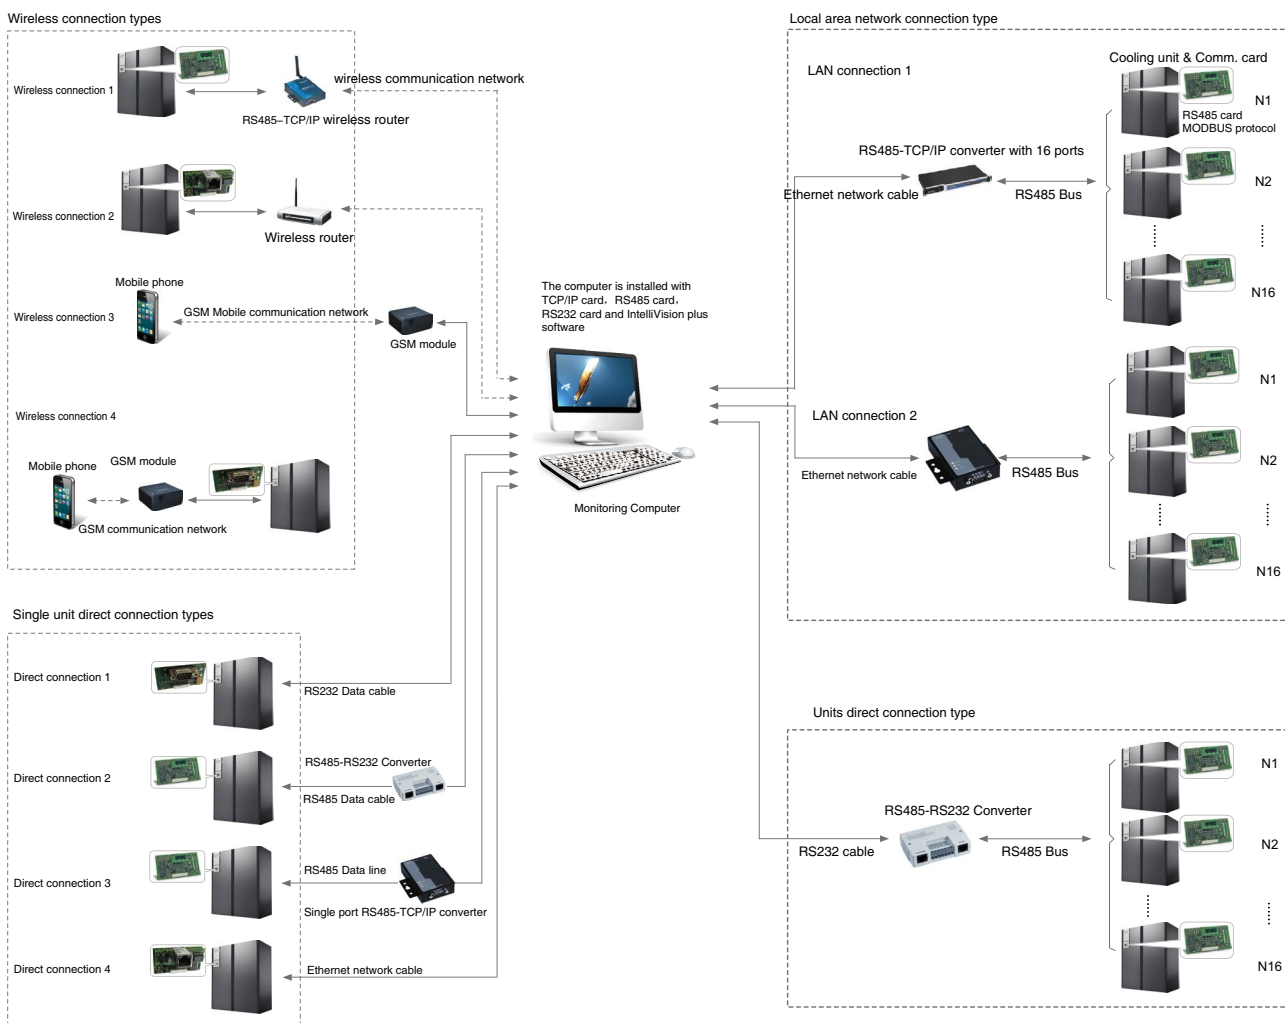 Wireless connection types
Wireless connection 1
RS485–TCP/IP wireless router
wireless communication network
Wireless connection 2
Wireless router
Wireless connection 3
Mobile phone
GSM Mobile communication network
GSM module
Wireless connection 4
Mobile phone
GSM module
GSM communication network
Single unit direct connection types
Direct connection 1
RS232 Data cable
Direct connection 2
RS485-RS232 Converter
RS485 Data cable
Direct connection 3
RS485 Data line
Single port RS485-TCP/IP converter
Direct connection 4
Ethernet network cable
The computer is installed with
TCP/IP card, RS485 card,
RS232 card and IntelliVision plus
software
Monitoring Computer
Local area network connection type
LAN connection 1
Cooling unit & Comm. card
N1
RS485 card
MODBUS protocol
RS485-TCP/IP converter with 16 ports
Ethernet network cable
RS485 Bus
N2
N16
LAN connection 2
Ethernet network cable
RS485 Bus
N1
N2
N16
Units direct connection type
RS485-RS232 Converter
RS232 cable
RS485 Bus
N1
N2
N16